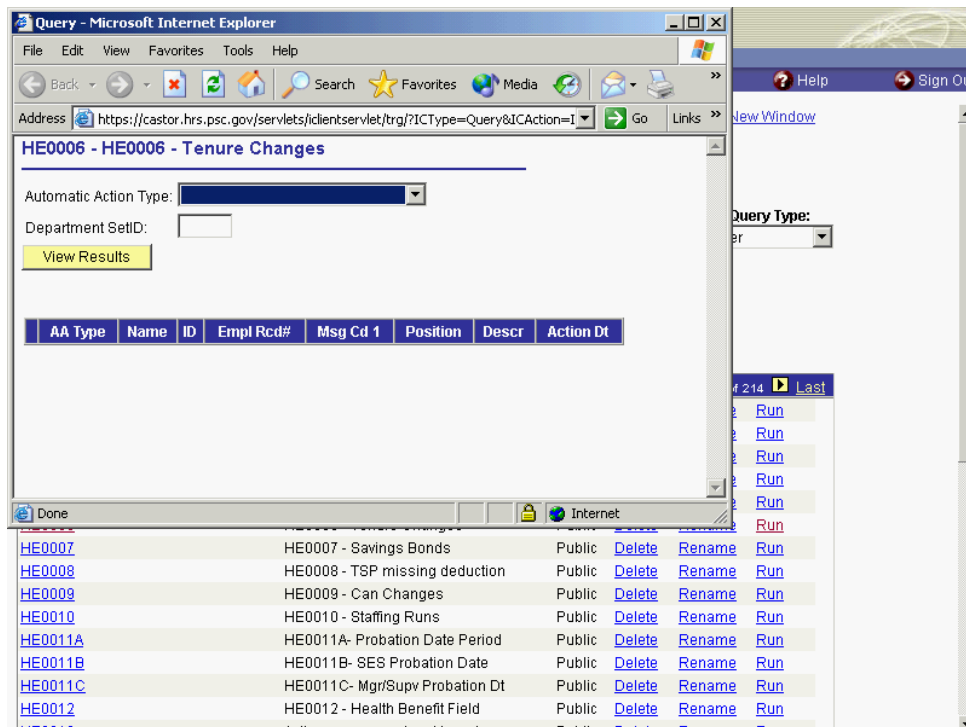 Query - Microsoft Internet Explorer
File Edit View Favorites Tools Help
Back Search Favorites Media »
Address https://castor.hrs.psc.gov/servlets/iclientservlet/trg/?ICType=Query&ICAction=I Go Links »
Help Sign Ou
New Window
HE0006 - HE0006 - Tenure Changes
Automatic Action Type:
Query Type:
Department SetID:
er
View Results
AA Type Name ID Empl Rcd# Msg Cd 1 Position Descr Action Dt
of 214 Last
Run
Run
Run
Run
Run
Done Internet
Run
HE0007 HE0007 - Savings Bonds Public Delete Rename Run
HE0008 HE0008 - TSP missing deduction Public Delete Rename Run
HE0009 HE0009 - Can Changes Public Delete Rename Run
HE0010 HE0010 - Staffing Runs Public Delete Rename Run
HE0011A HE0011A- Probation Date Period Public Delete Rename Run
HE0011B HE0011B- SES Probation Date Public Delete Rename Run
HE0011C HE0011C- Mgr/Supv Probation Dt Public Delete Rename Run
HE0012 HE0012 - Health Benefit Field Public Delete Rename Run